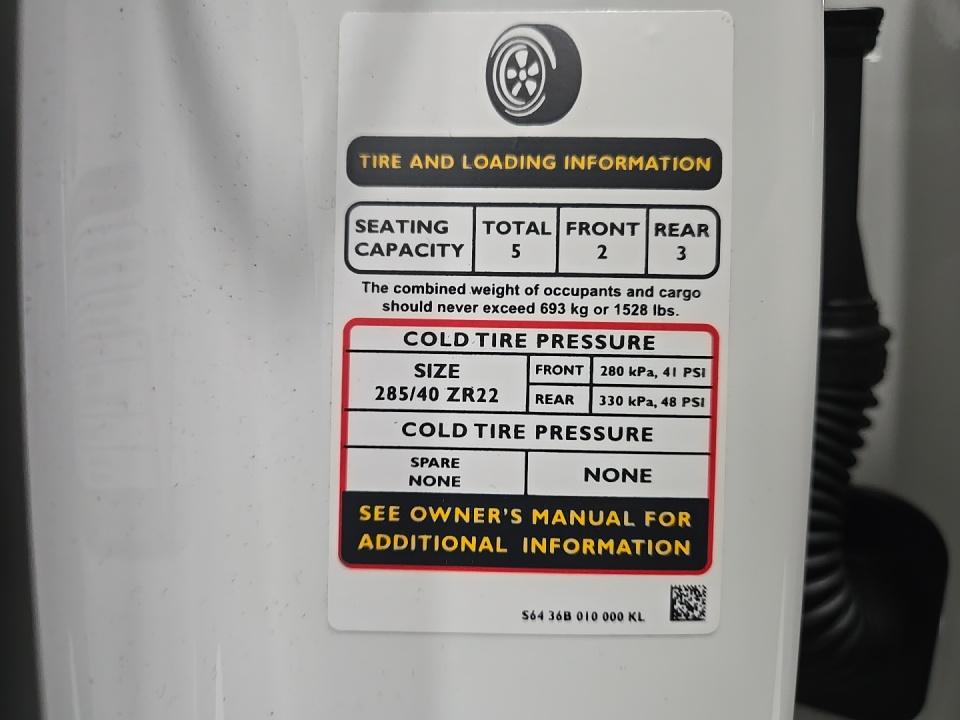 TIRE AND LOADING INFORMATION
SEATING CAPACITY
TOTAL 5
FRONT 2
REAR 3
The combined weight of occupants and cargo
should never exceed 693 kg or 1528 lbs.
COLD TIRE PRESSURE
SIZE
285/40 ZR22
FRONT 280 kPa, 41 PSI
REAR 330 kPa, 48 PSI
COLD TIRE PRESSURE
SPARE
NONE
NONE
SEE OWNER'S MANUAL FOR
ADDITIONAL INFORMATION
S64 36B 010 000 KL